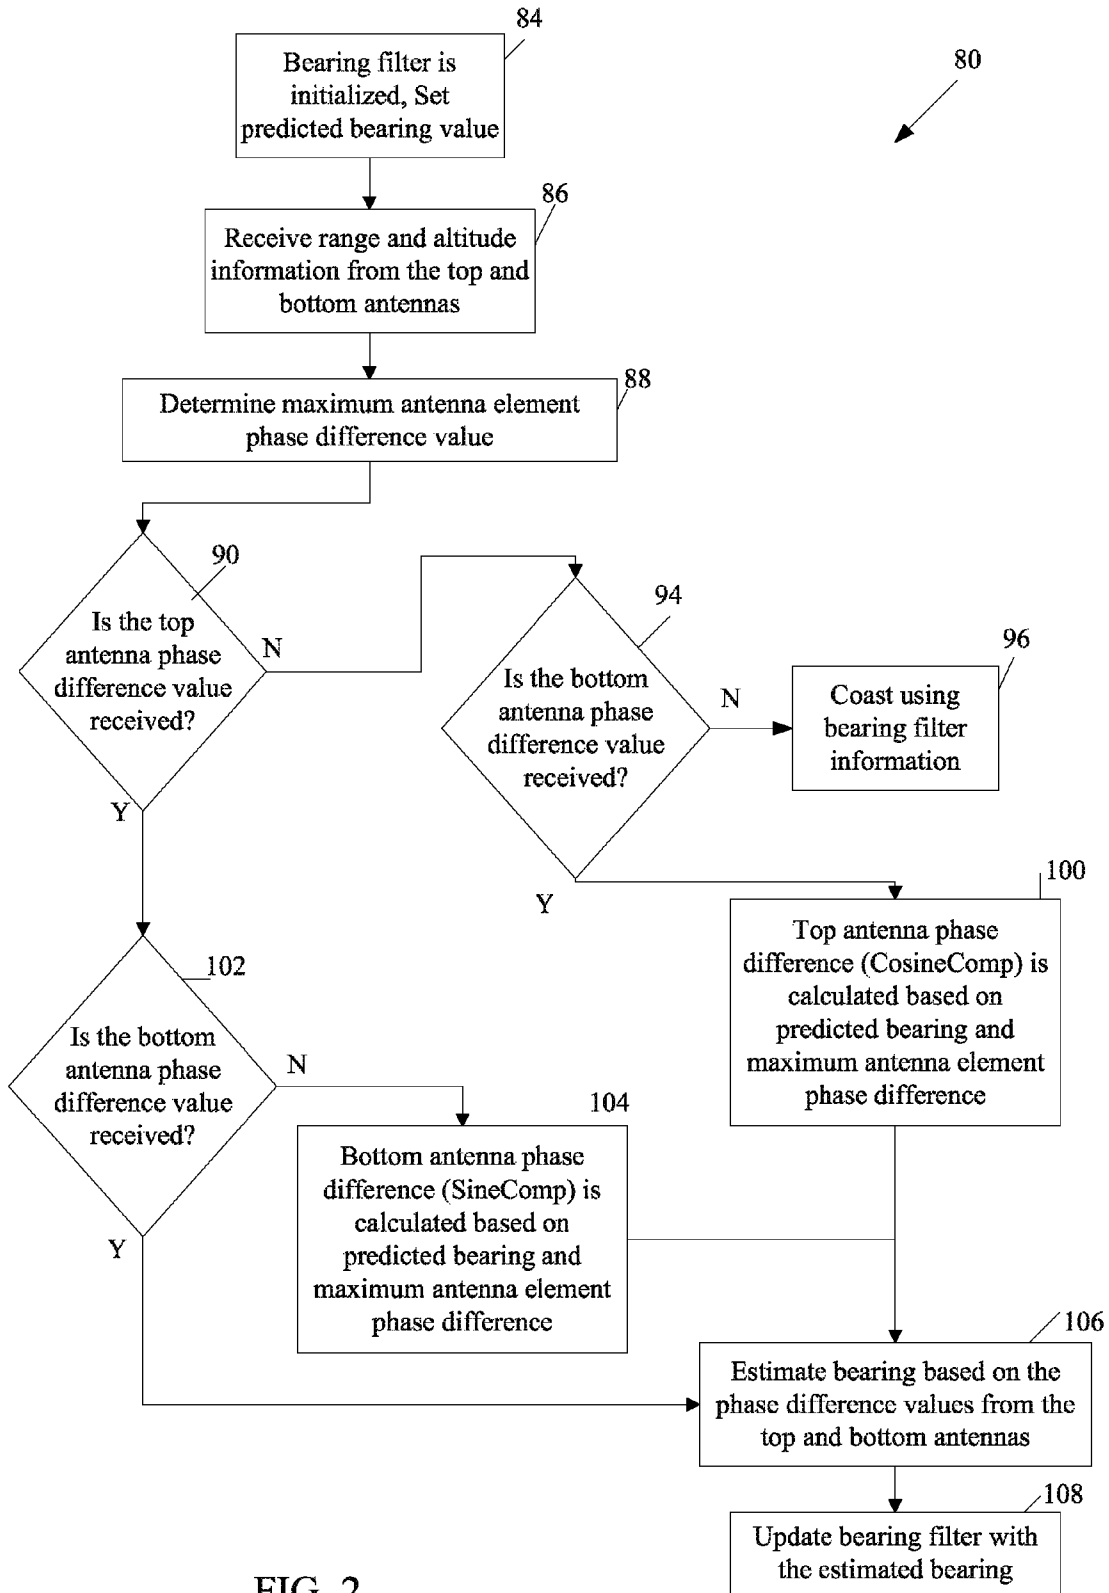 84
Bearing filter is
initialized, Set
predicted bearing value
80
86
Receive range and altitude
information from the top and
bottom antennas
88
Determine maximum antenna element
phase difference value
90
Is the top
antenna phase
difference value
received?
N
Y
94
Is the bottom
antenna phase
difference value
received?
N
Y
96
Coast using
bearing filter
information
100
Top antenna phase
difference (CosineComp) is
calculated based on
predicted bearing and
maximum antenna element
phase difference
102
Is the bottom
antenna phase
difference value
received?
N
Y
104
Bottom antenna phase
difference (SineComp) is
calculated based on
predicted bearing and
maximum antenna element
phase difference
106
Estimate bearing based on the
phase difference values from the
top and bottom antennas
108
Update bearing filter with
the estimated bearing
FIG. 2